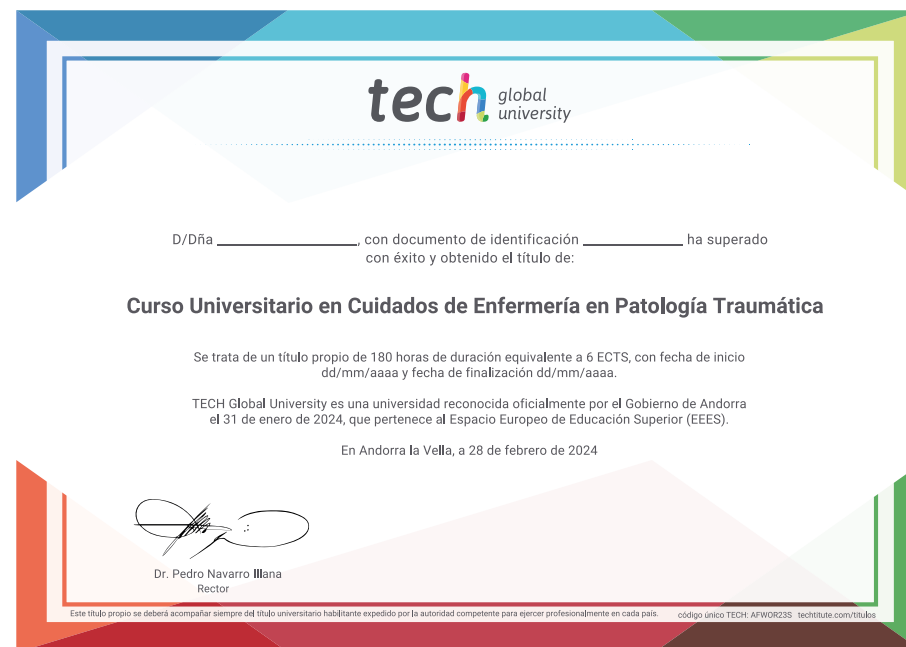 tech global university
D/Dña ____________________, con documento de identificación ______________ ha superado
con éxito y obtenido el título de:
Curso Universitario en Cuidados de Enfermería en Patología Traumática
Se trata de un título propio de 180 horas de duración equivalente a 6 ECTS, con fecha de inicio
dd/mm/aaaa y fecha de finalización dd/mm/aaaa.
TECH Global University es una universidad reconocida oficialmente por el Gobierno de Andorra
el 31 de enero de 2024, que pertenece al Espacio Europeo de Educación Superior (EEES).
En Andorra la Vella, a 28 de febrero de 2024
Dr. Pedro Navarro Illana
Rector
Este título propio se deberá acompañar siempre del título universitario habilitante expedido por la autoridad competente para ejercer profesionalmente en cada país.
código único TECH: AFWOR23S techtitute.com/titulos